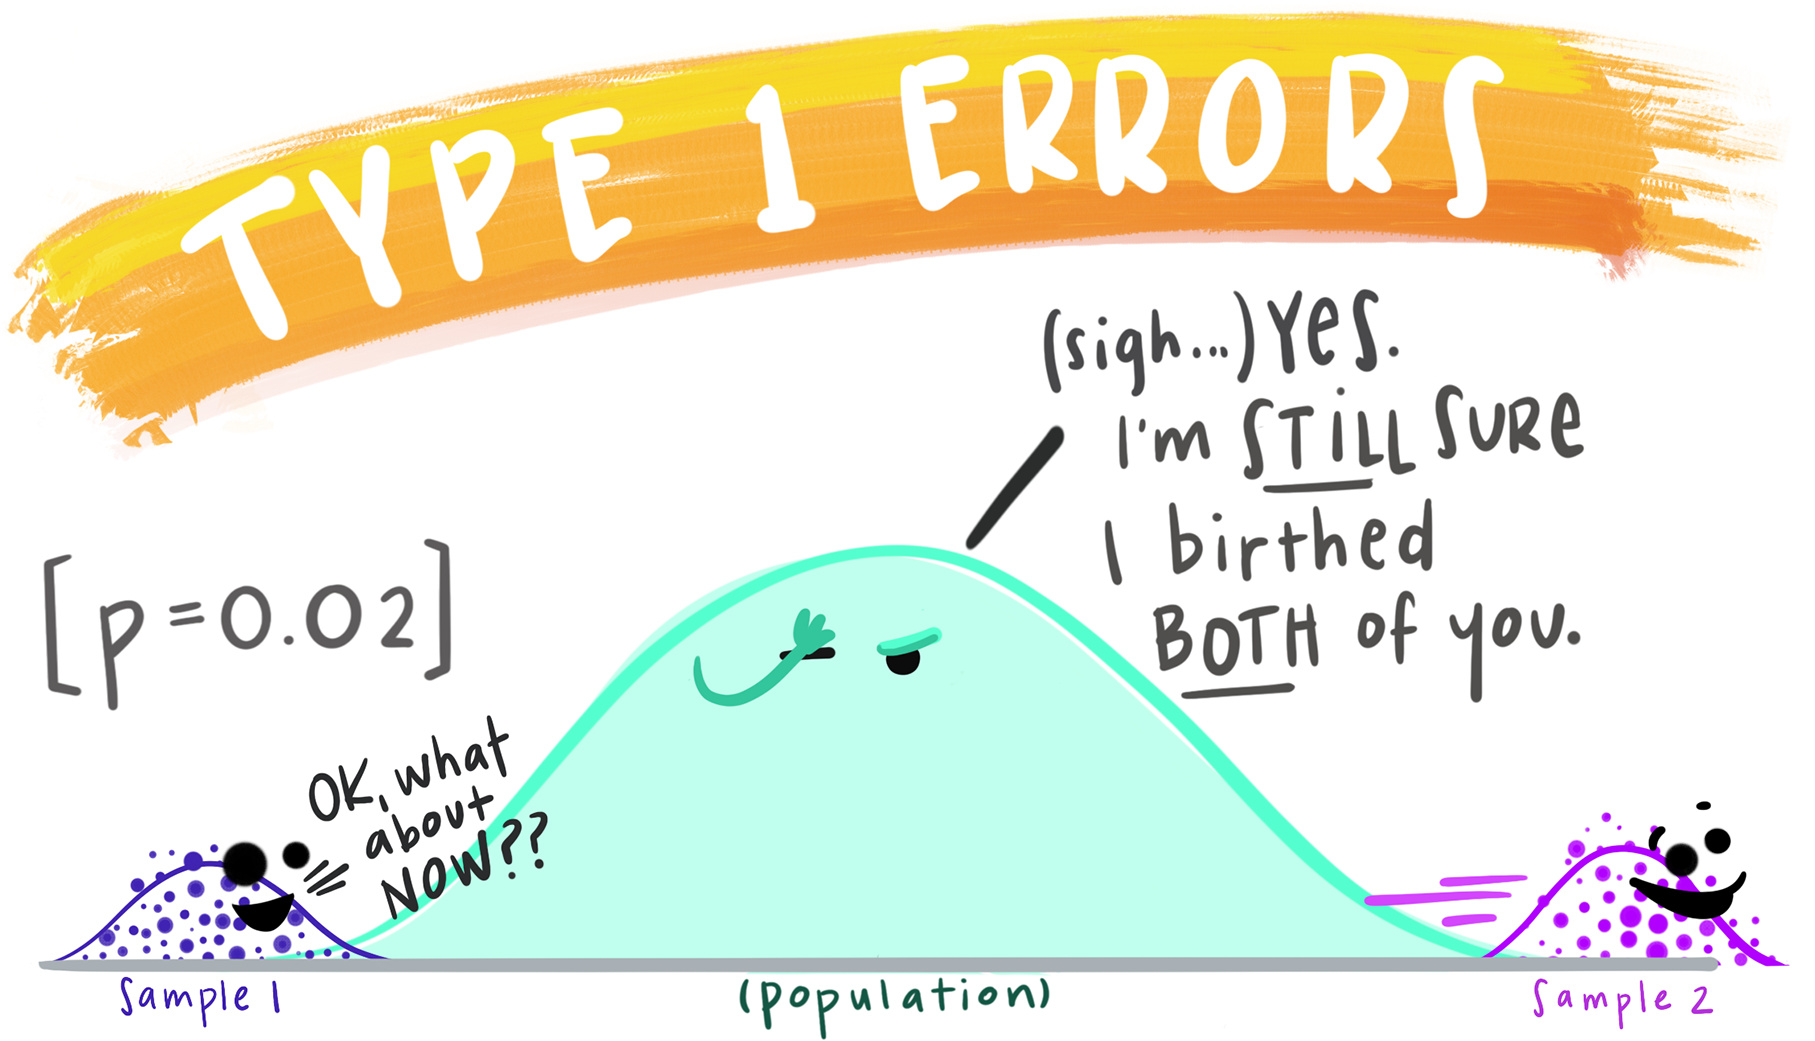 TYPE 1 ERRORS
(sigh...) Yes.
I'm STILL SURE
I birthed
BOTH of you.
[p=0.02]
OK, what
about
NOW??
Sample 1
(population)
Sample 2